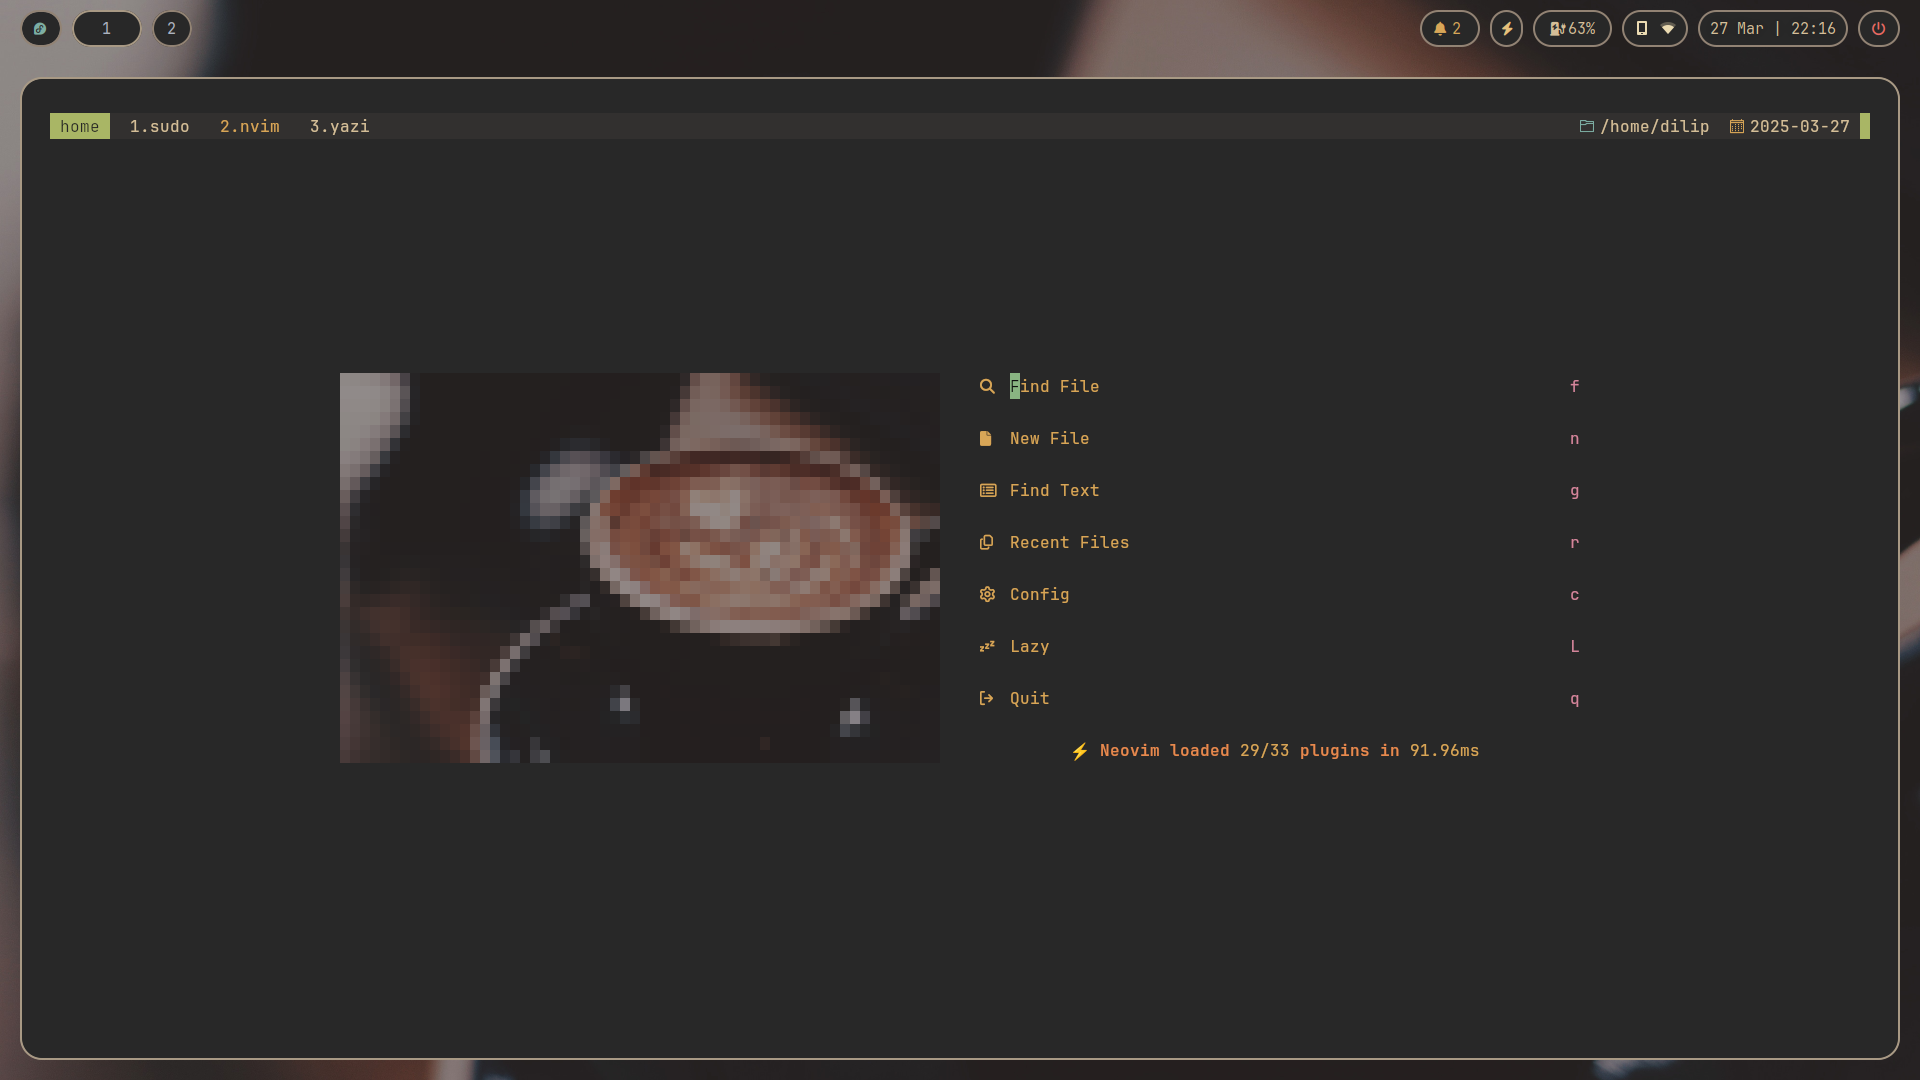 1 2 2 63% 27 Mar | 22:16
home 1.sudo 2.nvim 3.yazi /home/dilip 2025-03-27
Find File f
New File n
Find Text g
Recent Files r
Config c
Lazy L
Quit q
Neovim loaded 29/33 plugins in 91.96ms